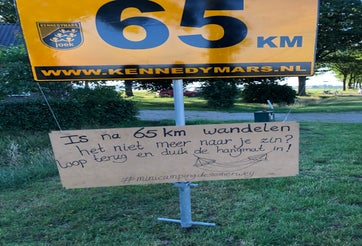 KENNEDYMARS
65 KM
WWW.KENNEDYMARS.NL
Is na 65 km wandelen
het niet meer naar je zin?
Loop terug en duik de hangmat in!